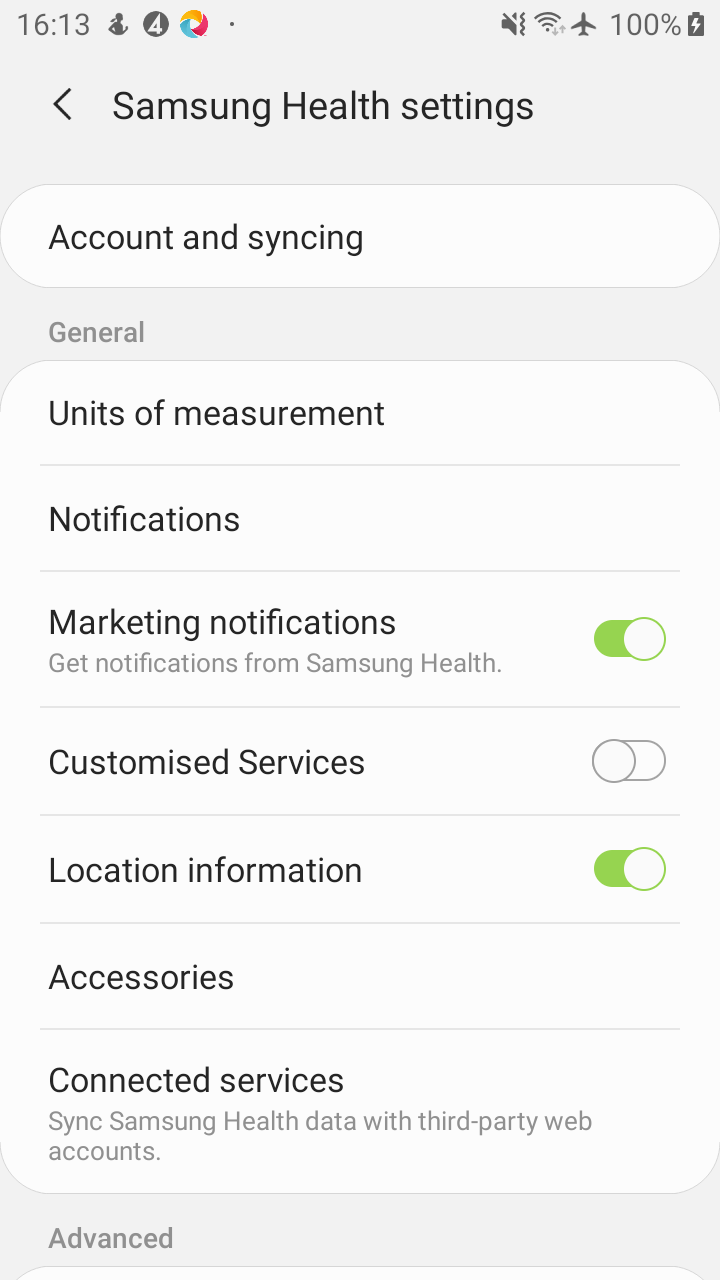 16:13 4 100%
Samsung Health settings
Account and syncing
General
Units of measurement
Notifications
Marketing notifications
Get notifications from Samsung Health.
Customised Services
Location information
Accessories
Connected services
Sync Samsung Health data with third-party web
accounts.
Advanced